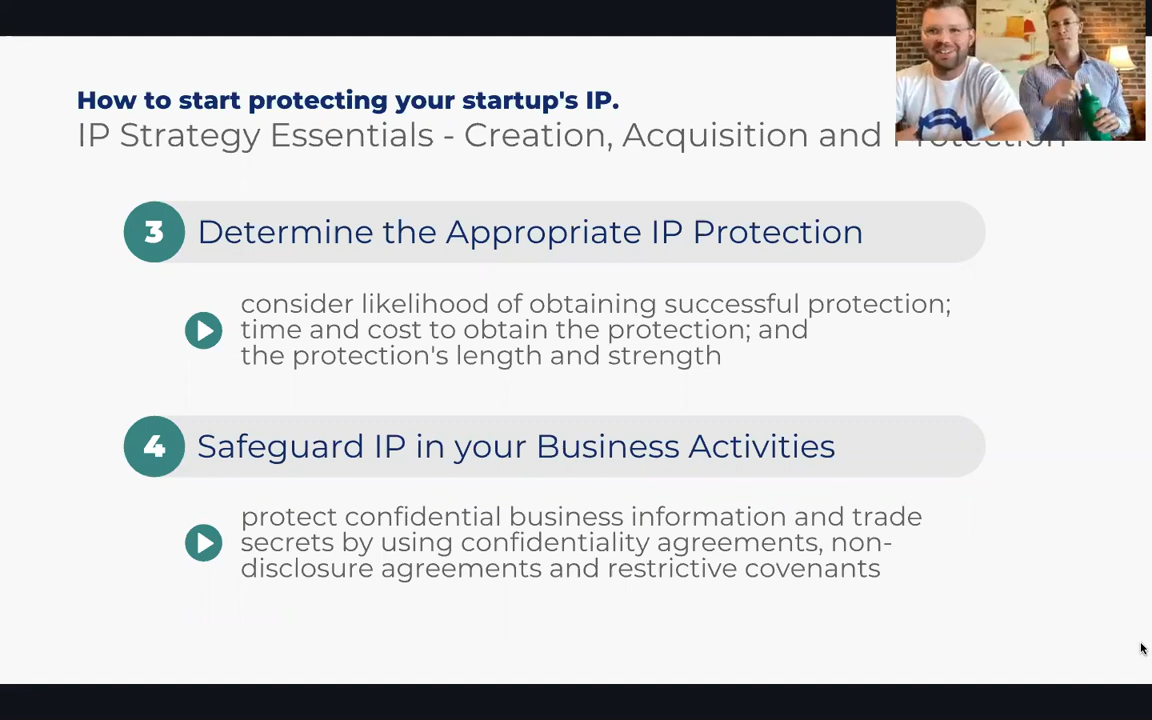 How to start protecting your startup's IP.
IP Strategy Essentials - Creation, Acquisition and Protection
3 Determine the Appropriate IP Protection
consider likelihood of obtaining successful protection;
time and cost to obtain the protection; and
the protection's length and strength
4 Safeguard IP in your Business Activities
protect confidential business information and trade
secrets by using confidentiality agreements, non-
disclosure agreements and restrictive covenants